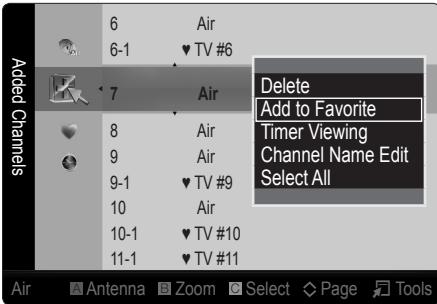 Added Channels
6 Air
6-1 ♥ TV #6
7 Air
8 Air
9 Air
9-1 ♥ TV #9
10 Air
10-1 ♥ TV #10
11-1 ♥ TV #11
Delete
Add to Favorite
Timer Viewing
Channel Name Edit
Select All
Air A Antenna B Zoom C Select Page Tools